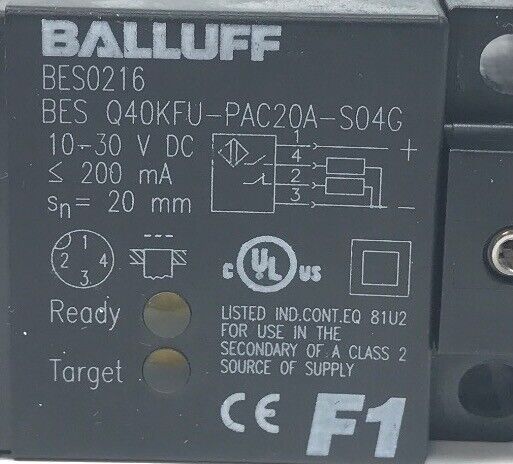 BALLUFF
BES0216
BES Q40KFU-PAC20A-S04G
10-30 V DC
≤ 200 mA
sn= 20 mm
1
4
2
3
+
−
1
2 4
3
C UL US
Ready
Target
LISTED IND.CONT.EQ 81U2
FOR USE IN THE
SECONDARY OF A CLASS 2
SOURCE OF SUPPLY
CE F1